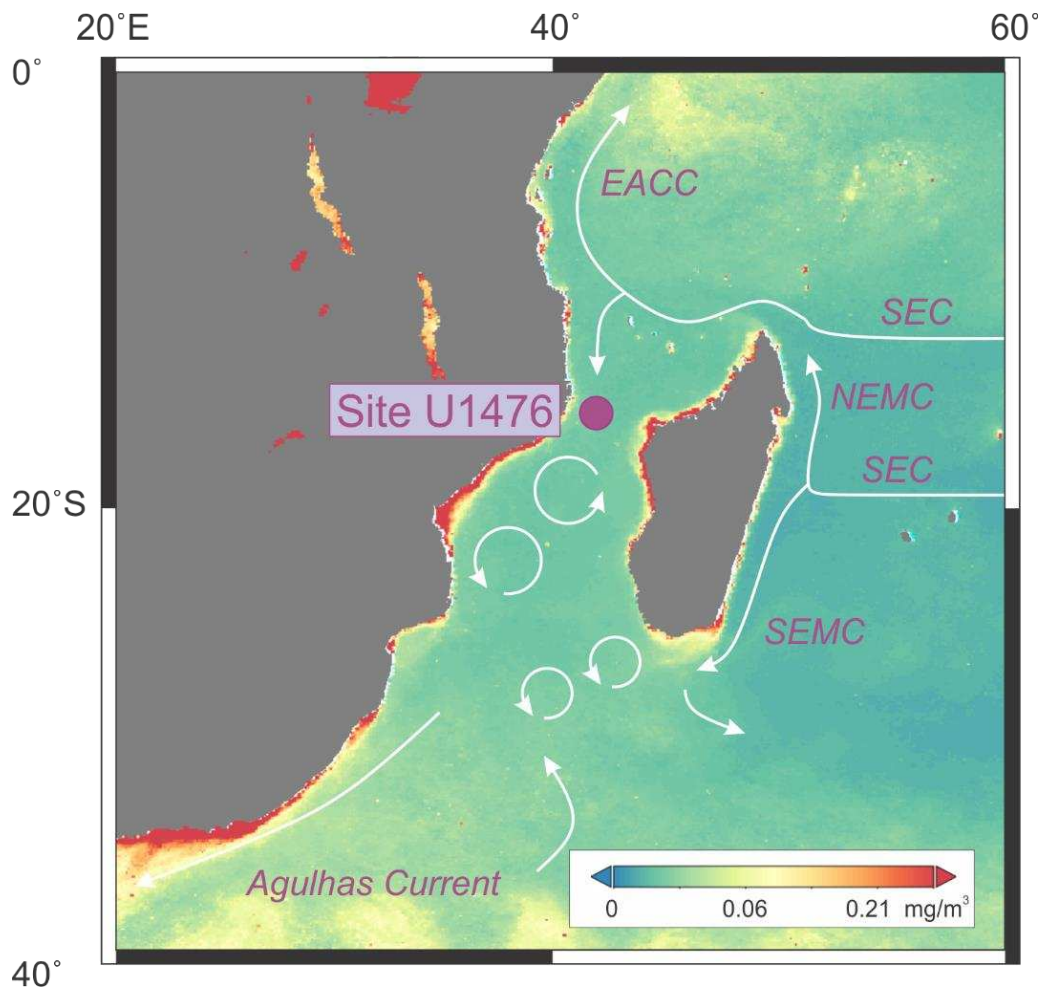 20°E 40° 60°
0°
EACC
SEC
NEMC
Site U1476
SEC
20°S
SEMC
Agulhas Current
0 0.06 0.21 mg/m³
40°